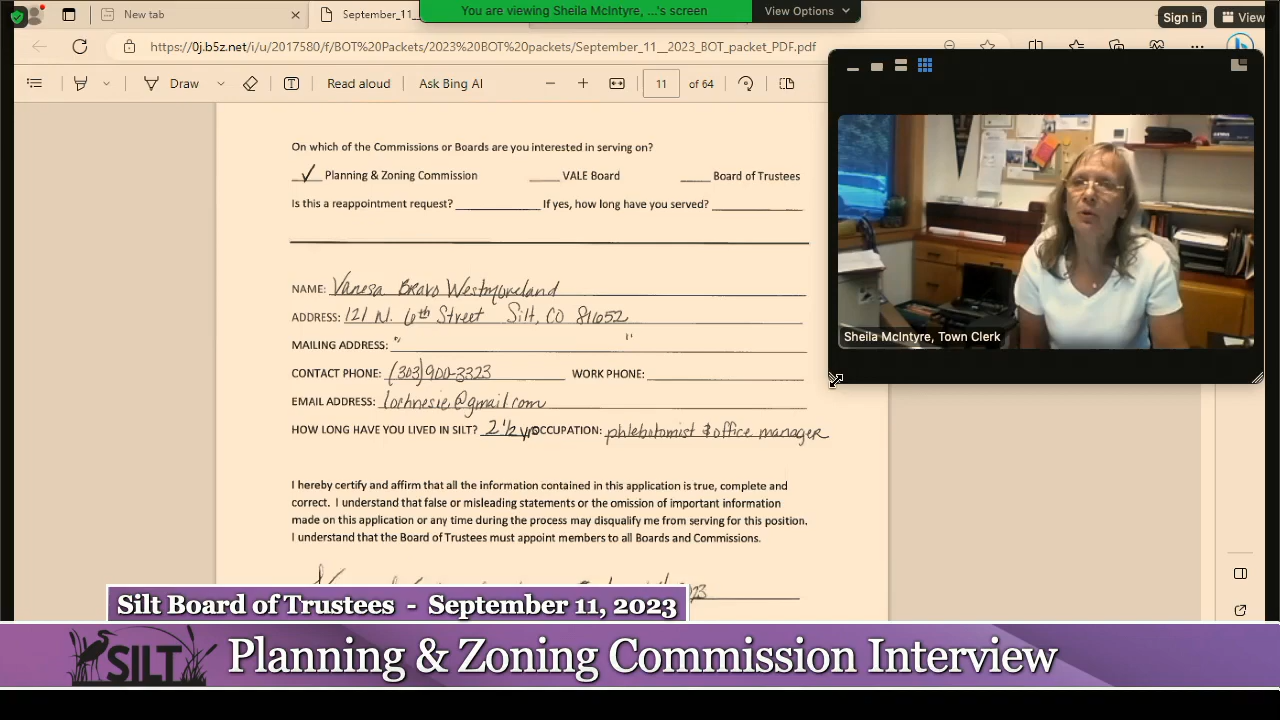 You are viewing Sheila McIntyre, ...'s screen
View Options
New tab
September_11_
Sign in
View
https://0j.b5z.net/i/u/2017580/f/BOT%20Packets/2023%20BOT%20packets/September_11__2023_BOT_packet_PDF.pdf
Draw
Read aloud
Ask Bing AI
11 of 64
On which of the Commissions or Boards are you interested in serving on?
✓ Planning & Zoning Commission ____ VALE Board ____ Board of Trustees
Is this a reappointment request? ____ If yes, how long have you served? ____
NAME: Vanesa Bravo Westmoreland
ADDRESS: 121 N. 6th Street Silt, CO 81652
MAILING ADDRESS: " "
CONTACT PHONE: (303)900-3323 WORK PHONE:
EMAIL ADDRESS: lochnesie@gmail.com
HOW LONG HAVE YOU LIVED IN SILT? 2 1/2 yrs OCCUPATION: phlebotomist & office manager
I hereby certify and affirm that all the information contained in this application is true, complete and
correct. I understand that false or misleading statements or the omission of important information
made on this application or any time during the process may disqualify me from serving for this position.
I understand that the Board of Trustees must appoint members to all Boards and Commissions.
Sheila McIntyre, Town Clerk
Silt Board of Trustees - September 11, 2023
SILT
Planning & Zoning Commission Interview